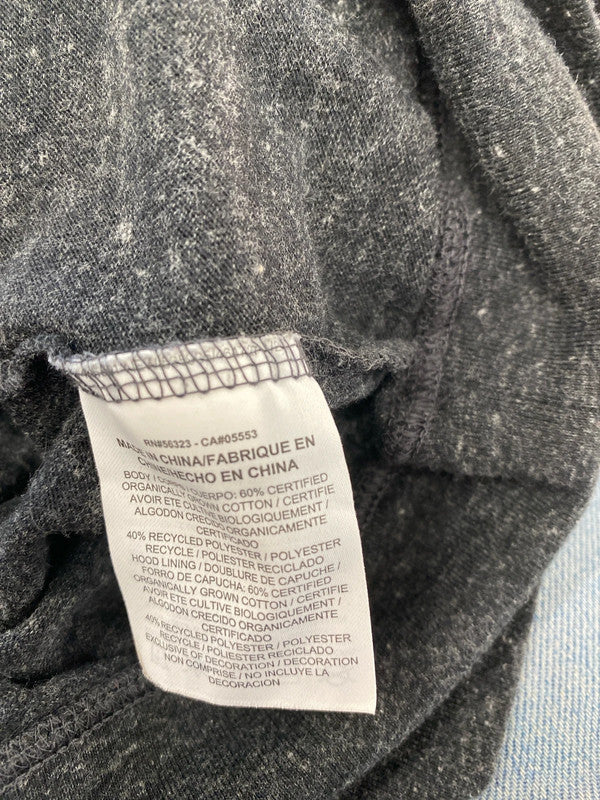 RN#56323 - CA#05553
MADE IN CHINA/FABRIQUE EN
CHINE/HECHO EN CHINA
BODY / CUERPO: 60% CERTIFIED
ORGANICALLY GROWN COTTON / CERTIFIE
AVOIR ETE CULTIVE BIOLOGIQUEMENT /
ALGODON CRECIDO ORGANICAMENTE
CERTIFICADO
40% RECYCLED POLYESTER / POLYESTER
RECYCLE / POLIESTER RECICLADO
HOOD LINING / DOUBLURE DE CAPUCHE /
FORRO DE CAPUCHA: 60% CERTIFIED
ORGANICALLY GROWN COTTON / CERTIFIE
AVOIR ETE CULTIVE BIOLOGIQUEMENT /
ALGODON CRECIDO ORGANICAMENTE
CERTIFICADO
40% RECYCLED POLYESTER / POLYESTER
RECYCLE / POLIESTER RECICLADO
EXCLUSIVE OF DECORATION / DECORATION
NON COMPRISE / NO INCLUYE LA
DECORACION